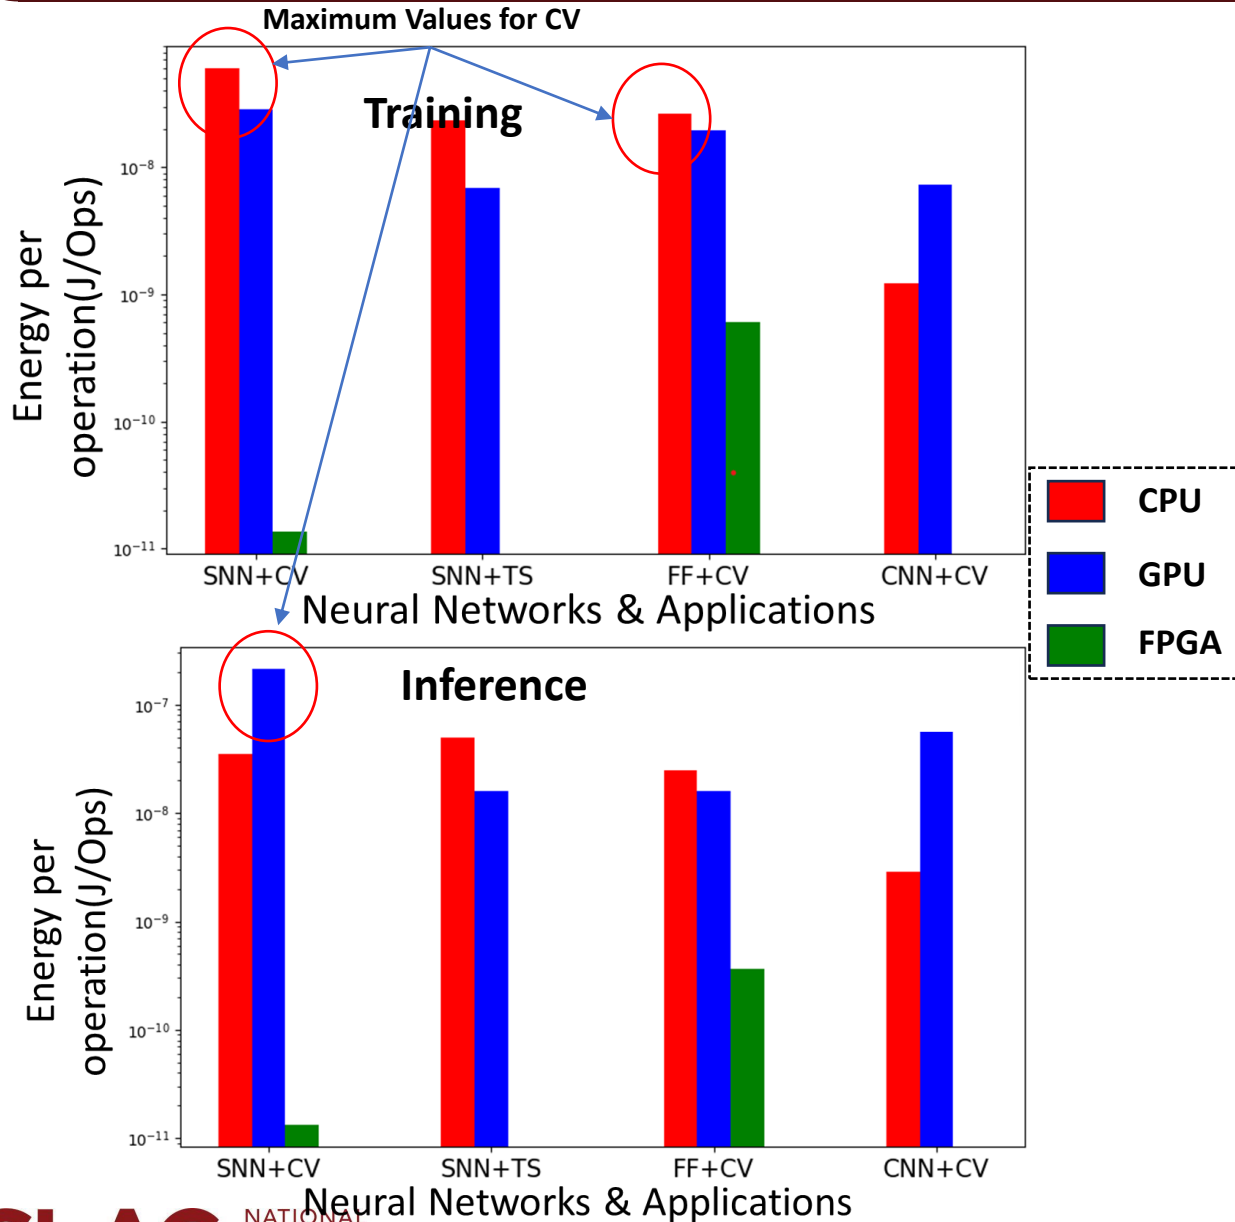 Maximum Values for CV
Training
Energy per
operation(J/Ops)
10⁻⁸
10⁻⁹
10⁻¹⁰
10⁻¹¹
SNN+CV SNN+TS FF+CV CNN+CV
Neural Networks & Applications
CPU
GPU
FPGA
Inference
Energy per
operation(J/Ops)
10⁻⁷
10⁻⁸
10⁻⁹
10⁻¹⁰
10⁻¹¹
SNN+CV SNN+TS FF+CV CNN+CV
Neural Networks & Applications
NATIONAL